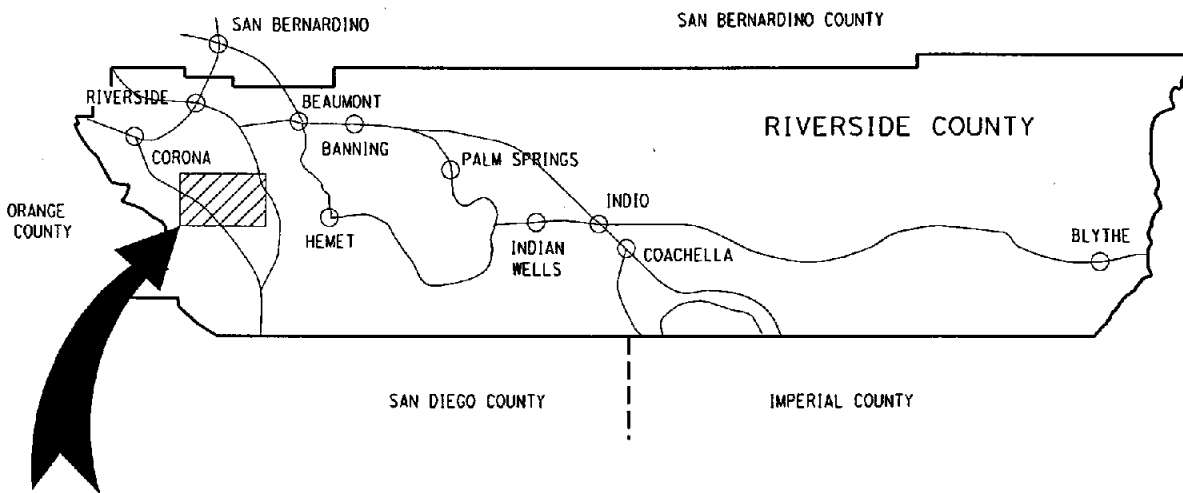 SAN BERNARDINO COUNTY
SAN BERNARDINO
RIVERSIDE
BEAUMONT
RIVERSIDE COUNTY
CORONA
BANNING
PALM SPRINGS
ORANGE
COUNTY
HEMET
INDIAN
WELLS
INDIO
COACHELLA
BLYTHE
SAN DIEGO COUNTY
IMPERIAL COUNTY